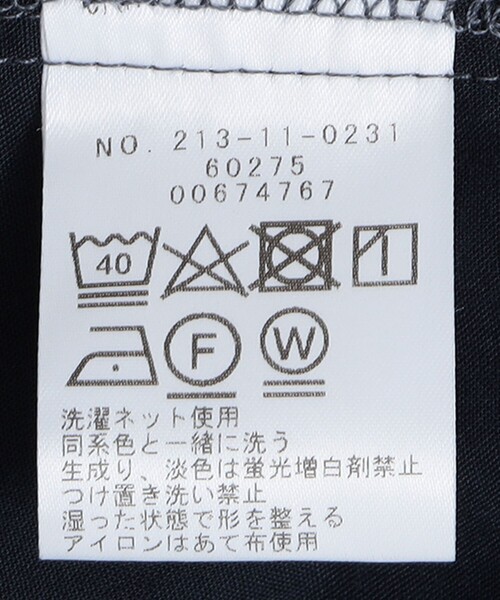 NO. 213-11-0231
60275
00674767
40
F W
洗濯ネット使用
同系色と一緒に洗う
生成り、淡色は蛍光増白剤禁止
つけ置き洗い禁止
湿った状態で形を整える
アイロンはあて布使用